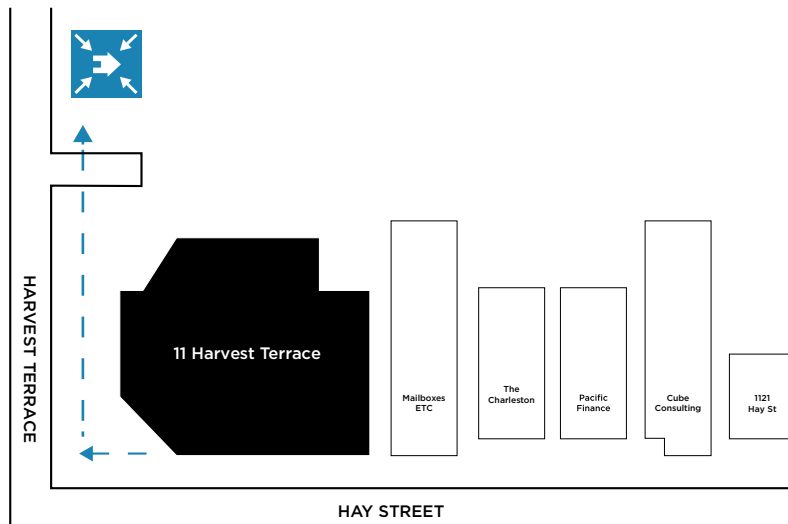 HARVEST TERRACE
11 Harvest Terrace
Mailboxes
ETC
The
Charleston
Pacific
Finance
Cube
Consulting
1121
Hay St
HAY STREET